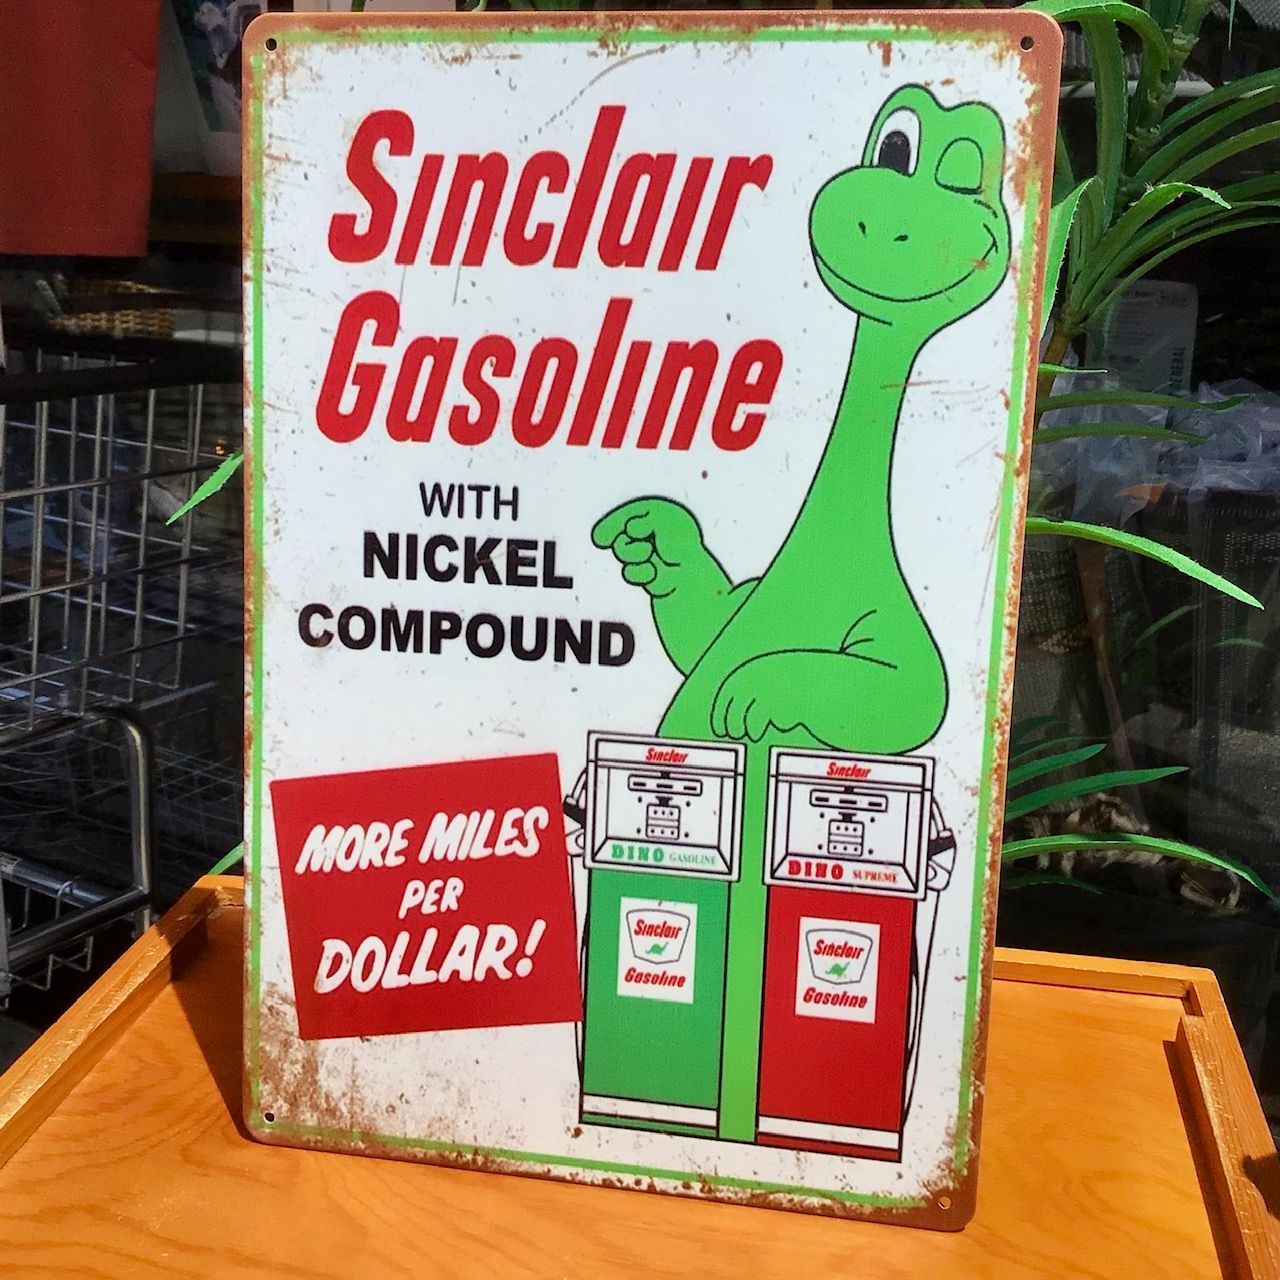 Sinclair
Gasoline
WITH
NICKEL
COMPOUND
MORE MILES
PER
DOLLAR!
Sinclair
DINO GASOLINE
Sinclair
Gasoline
Sinclair
DINO SUPREME
Sinclair
Gasoline